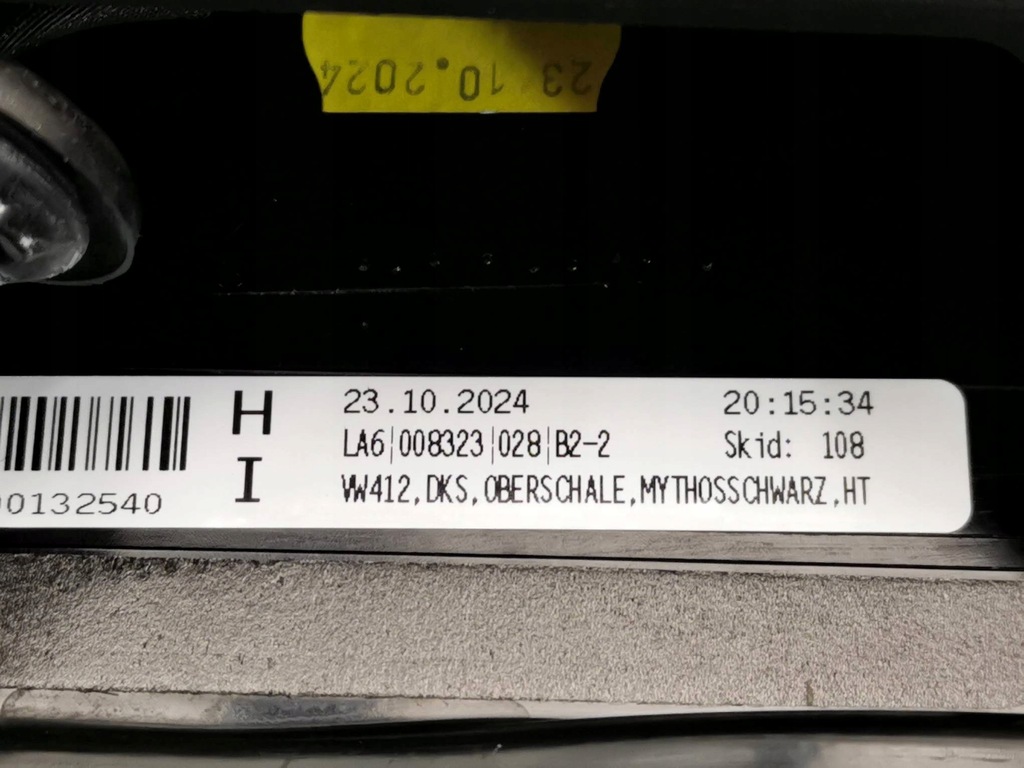 23.10.2024
H
I
23.10.2024 20:15:34
LA6|008323|028|B2-2 Skid: 108
VW412,DKS,OBERSCHALE,MYTHOSSCHWARZ,HT
00132540